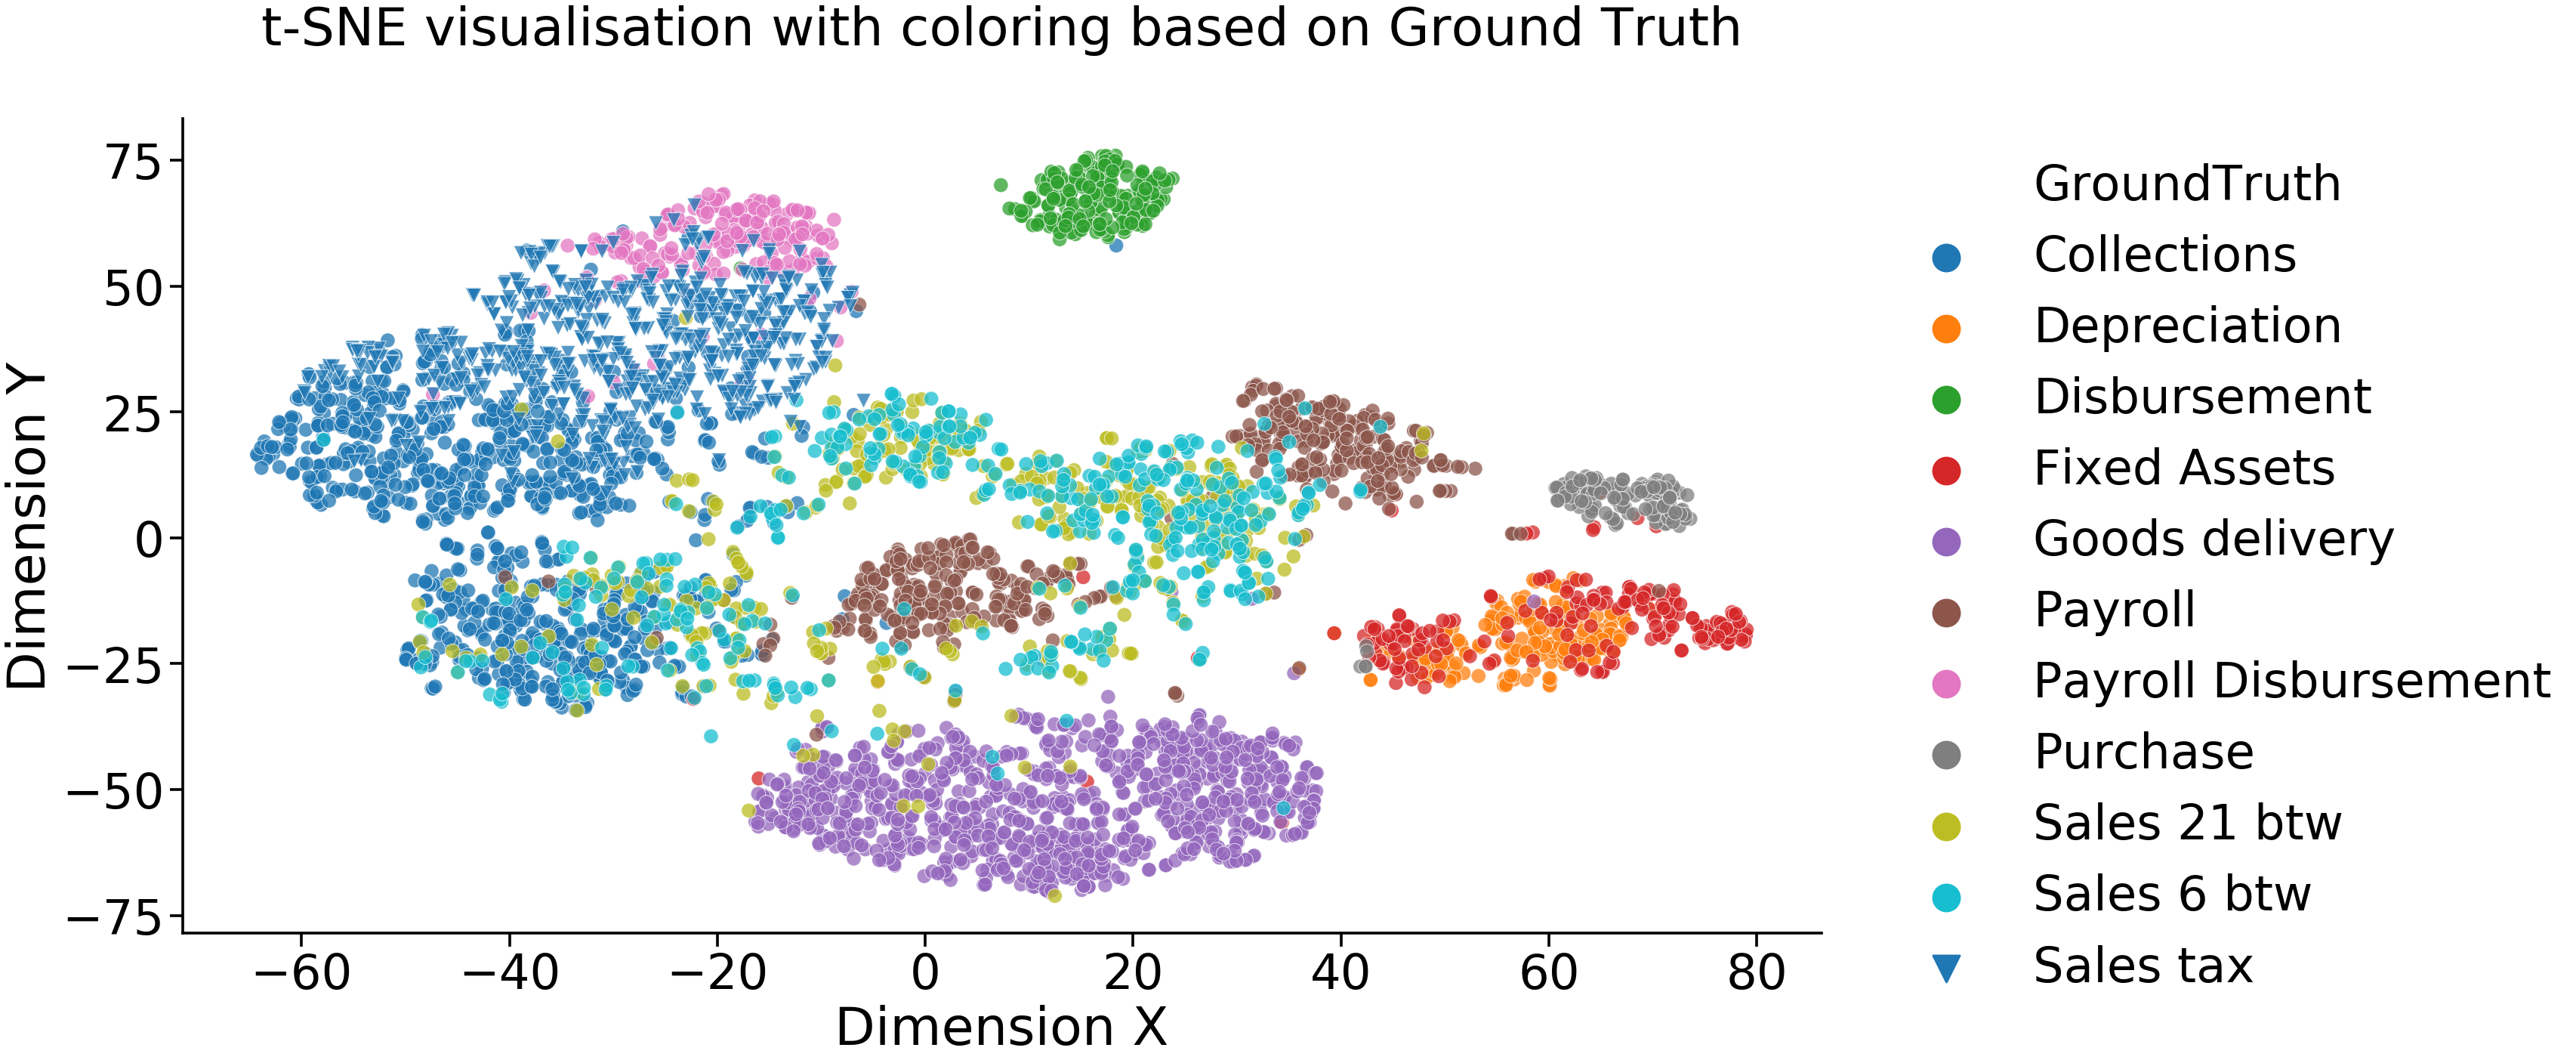 t-SNE visualisation with coloring based on Ground Truth
Dimension Y
75
50
25
0
−25
−50
−75
−60 −40 −20 0 20 40 60 80
Dimension X
GroundTruth
Collections
Depreciation
Disbursement
Fixed Assets
Goods delivery
Payroll
Payroll Disbursement
Purchase
Sales 21 btw
Sales 6 btw
Sales tax